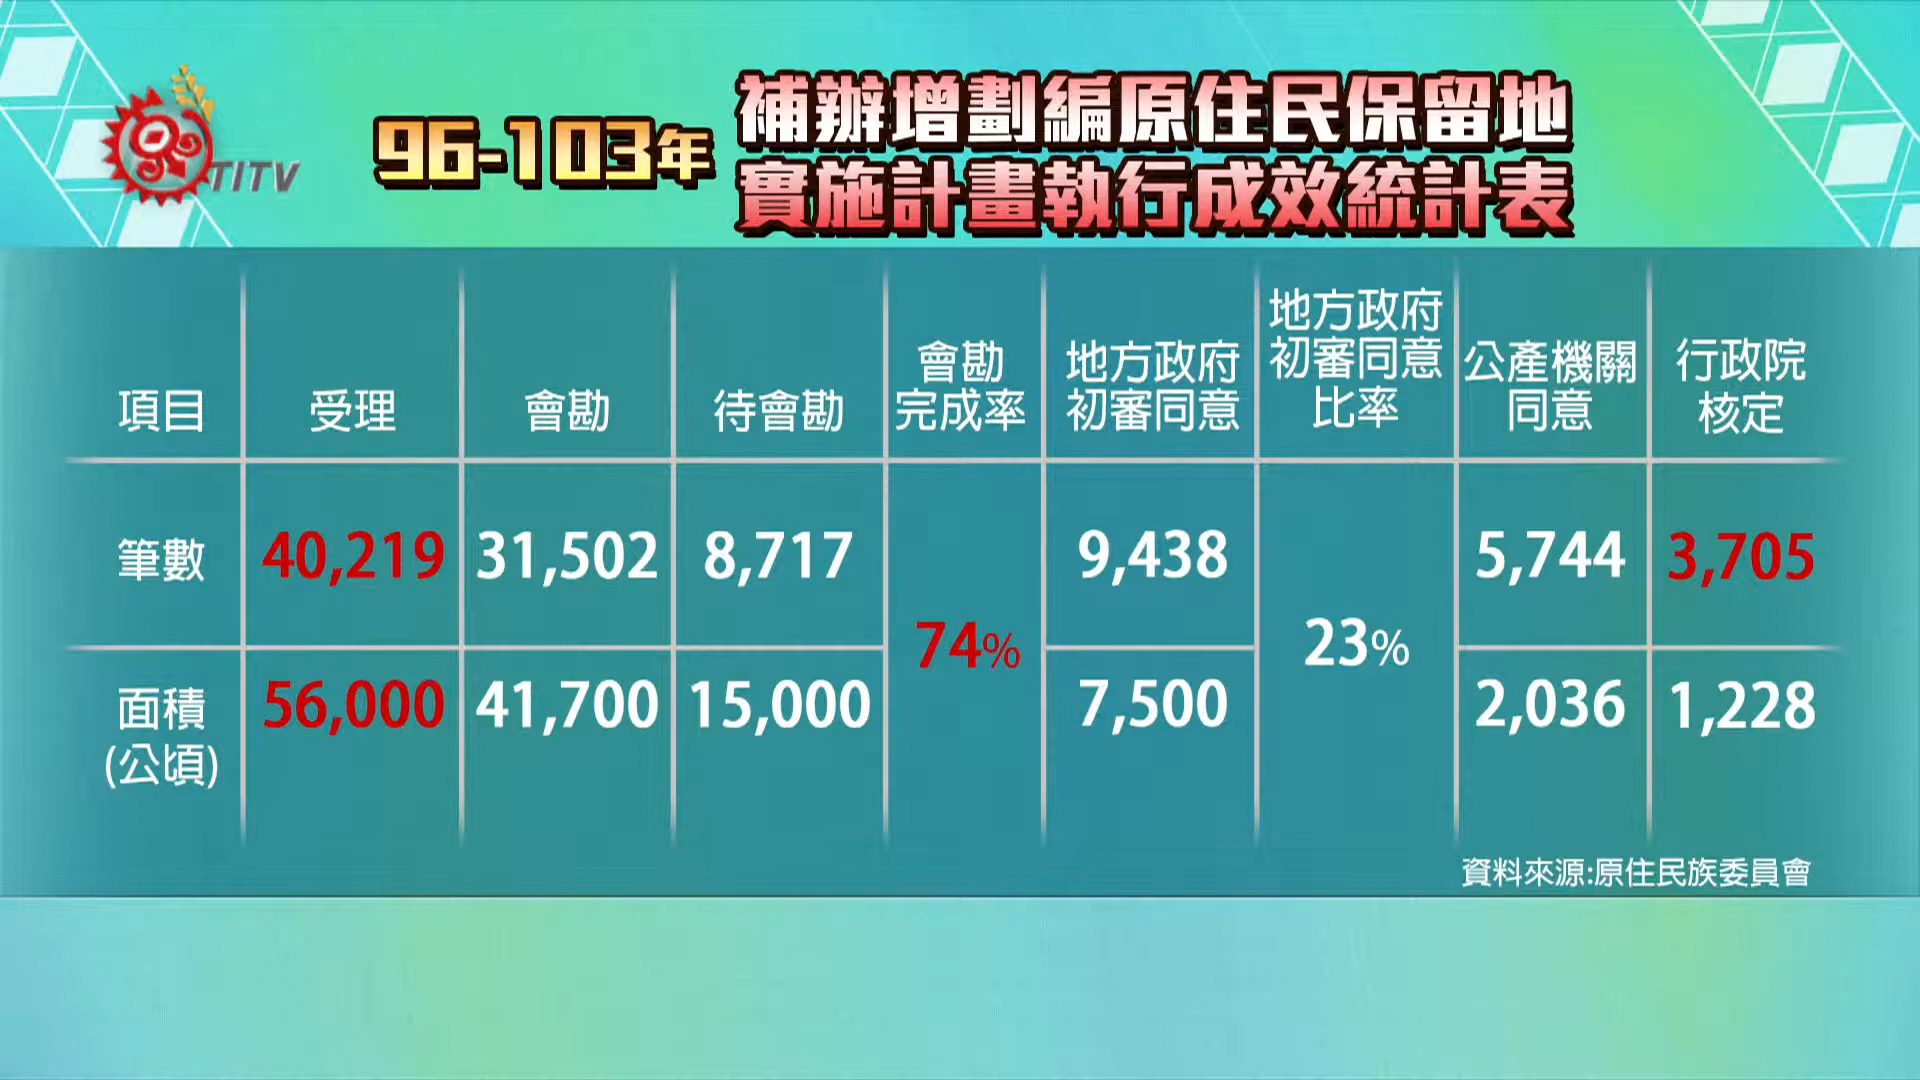 TITV
96-103年
補辦增劃編原住民保留地
實施計畫執行成效統計表
項目 受理 會勘 待會勘 會勘完成率 地方政府初審同意 地方政府初審同意比率 公產機關同意 行政院核定
筆數 40,219 31,502 8,717 74% 9,438 23% 5,744 3,705
面積(公頃) 56,000 41,700 15,000 7,500 2,036 1,228
資料來源:原住民族委員會